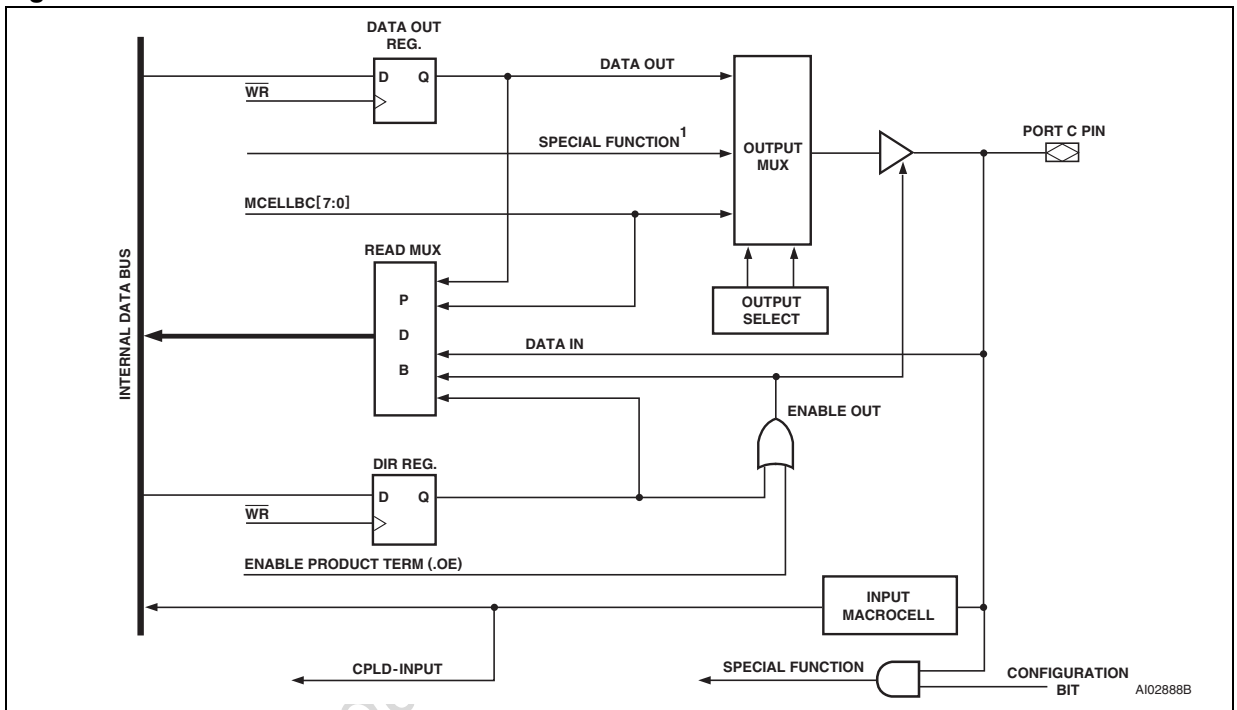 DATA OUT
REG.
D Q
WR
DATA OUT
SPECIAL FUNCTION1
MCELLBC[7:0]
OUTPUT
MUX
PORT C PIN
READ MUX
P
D
B
OUTPUT
SELECT
INTERNAL DATA BUS
DATA IN
ENABLE OUT
DIR REG.
D Q
WR
ENABLE PRODUCT TERM (.OE)
INPUT
MACROCELL
CPLD-INPUT
SPECIAL FUNCTION
CONFIGURATION
BIT
AI02888B